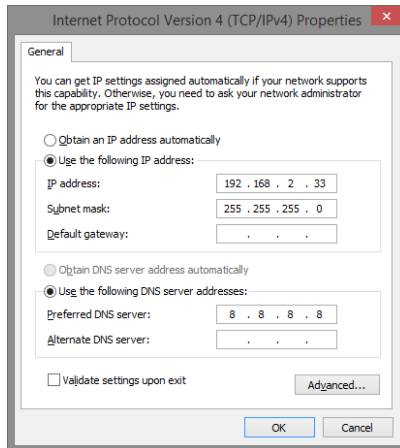 Internet Protocol Version 4 (TCP/IPv4) Properties
General
You can get IP settings assigned automatically if your network supports
this capability. Otherwise, you need to ask your network administrator
for the appropriate IP settings.
Obtain an IP address automatically
Use the following IP address:
IP address: 192 . 168 . 2 . 33
Subnet mask: 255 . 255 . 255 . 0
Default gateway: . . .
Obtain DNS server address automatically
Use the following DNS server addresses:
Preferred DNS server: 8 . 8 . 8 . 8
Alternate DNS server: . . .
Validate settings upon exit
Advanced...
OK Cancel